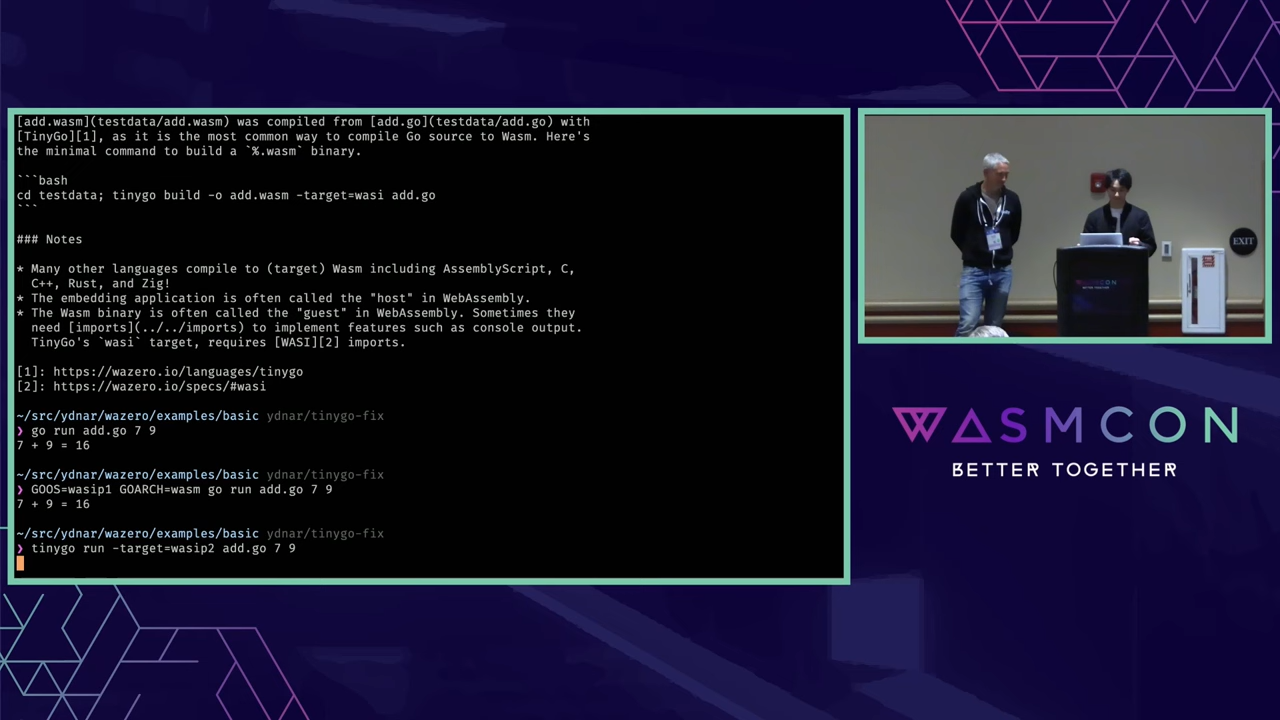 [add.wasm](testdata/add.wasm) was compiled from [add.go](testdata/add.go) with
[TinyGo][1], as it is the most common way to compile Go source to Wasm. Here's
the minimal command to build a `%.wasm` binary.
```bash
cd testdata; tinygo build -o add.wasm -target=wasi add.go
```
### Notes
* Many other languages compile to (target) Wasm including AssemblyScript, C,
C++, Rust, and Zig!
* The embedding application is often called the "host" in WebAssembly.
* The Wasm binary is often called the "guest" in WebAssembly. Sometimes they
need [imports](../../imports) to implement features such as console output.
TinyGo's `wasi` target, requires [WASI][2] imports.
[1]: https://wazero.io/languages/tinygo
[2]: https://wazero.io/specs/#wasi
~/src/ydnar/wazero/examples/basic ydnar/tinygo-fix
❯ go run add.go 7 9
7 + 9 = 16
~/src/ydnar/wazero/examples/basic ydnar/tinygo-fix
❯ GOOS=wasip1 GOARCH=wasm go run add.go 7 9
7 + 9 = 16
~/src/ydnar/wazero/examples/basic ydnar/tinygo-fix
❯ tinygo run -target=wasip2 add.go 7 9
EXIT
WASMCON
BETTER TOGETHER
WASMCON
BETTER TOGETHER